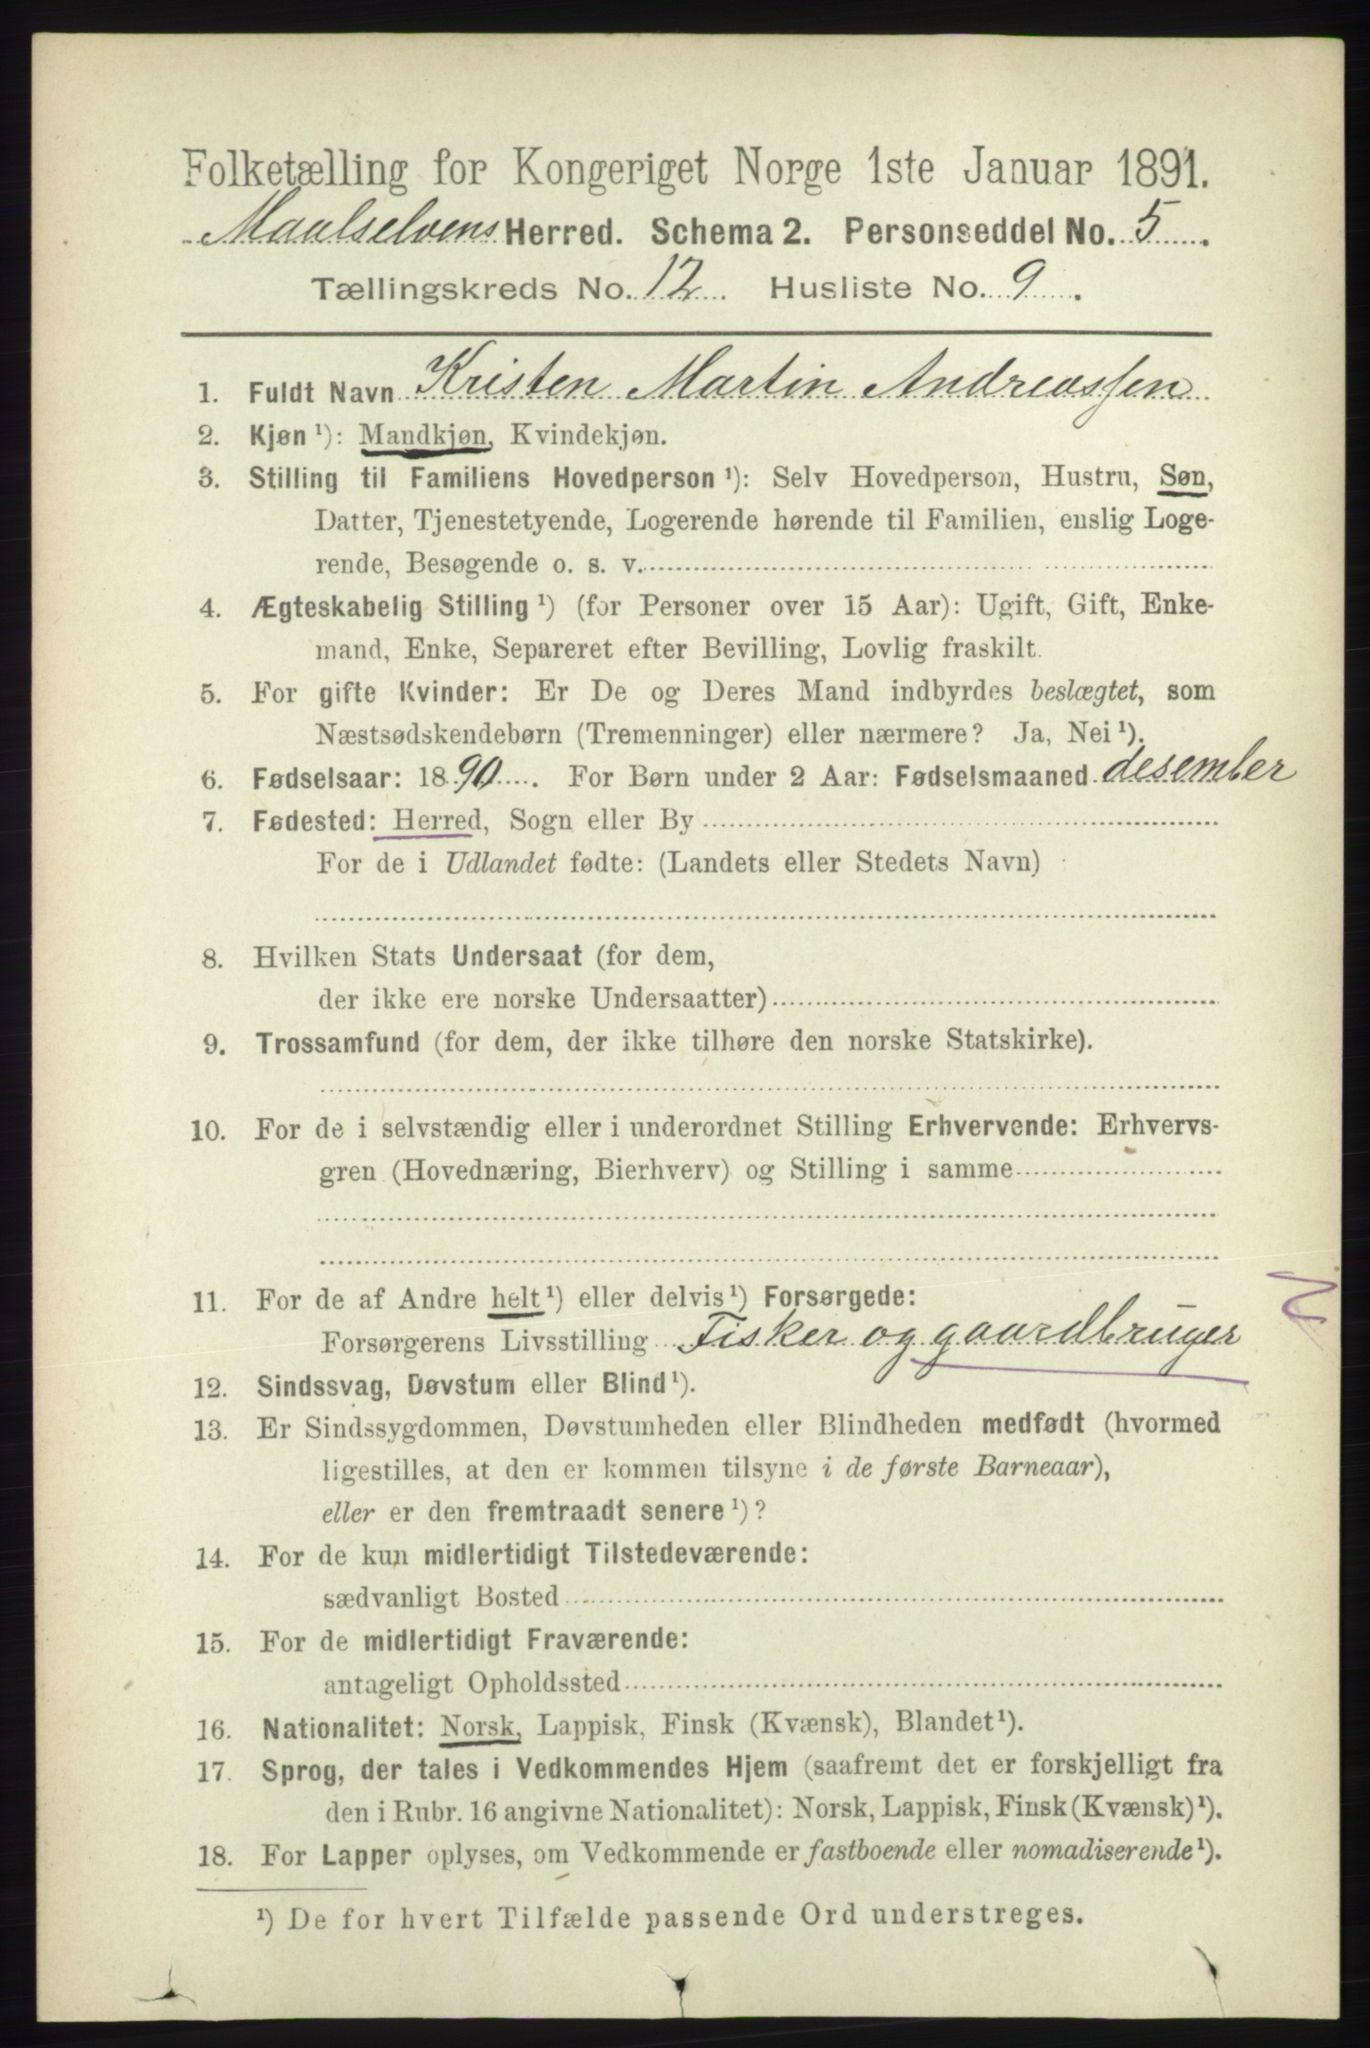 Folketælling for Kongeriget Norge 1ste Januar 1891.
Maalselvens Herred. Schema 2. Personseddel No. 5.
Tællingskreds No. 12. Husliste No. 9.
1. Fuldt Navn Kristen Martin Andreassen
2. Kjøn ¹): Mandkjøn, Kvindekjøn.
3. Stilling til Familiens Hovedperson ¹): Selv Hovedperson, Hustru, Søn,
Datter, Tjenestetyende, Logerende hørende til Familien, enslig Loge-
rende, Besøgende o. s. v.
4. Ægteskabelig Stilling ¹) (for Personer over 15 Aar): Ugift, Gift, Enke-
mand, Enke, Separeret efter Bevilling, Lovlig fraskilt.
5. For gifte Kvinder: Er De og Deres Mand indbyrdes beslægtet, som
Næstsødskendebørn (Tremenninger) eller nærmere? Ja, Nei ¹).
6. Fødselsaar: 1890. For Børn under 2 Aar: Fødselsmaaned desember
7. Fødested: Herred, Sogn eller By
For de i Udlandet fødte: (Landets eller Stedets Navn)
8. Hvilken Stats Undersaat (for dem,
der ikke ere norske Undersaatter)
9. Trossamfund (for dem, der ikke tilhøre den norske Statskirke).
10. For de i selvstændig eller i underordnet Stilling Erhvervende: Erhvervs-
gren (Hovednæring, Bierhverv) og Stilling i samme
11. For de af Andre helt ¹) eller delvis ¹) Forsørgede:
Forsørgerens Livsstilling Fisker og gaardbruger
12. Sindssvag, Døvstum eller Blind ¹).
13. Er Sindssygdommen, Døvstumheden eller Blindheden medfødt (hvormed
ligestilles, at den er kommen tilsyne i de første Barneaar),
eller er den fremtraadt senere ¹)?
14. For de kun midlertidigt Tilstedeværende:
sædvanligt Bosted
15. For de midlertidigt Fraværende:
antageligt Opholdssted
16. Nationalitet: Norsk, Lappisk, Finsk (Kvænsk), Blandet ¹).
17. Sprog, der tales i Vedkommendes Hjem (saafremt det er forskjelligt fra
den i Rubr. 16 angivne Nationalitet): Norsk, Lappisk, Finsk (Kvænsk) ¹).
18. For Lapper oplyses, om Vedkommende er fastboende eller nomadiserende ¹).
¹) De for hvert Tilfælde passende Ord understreges.